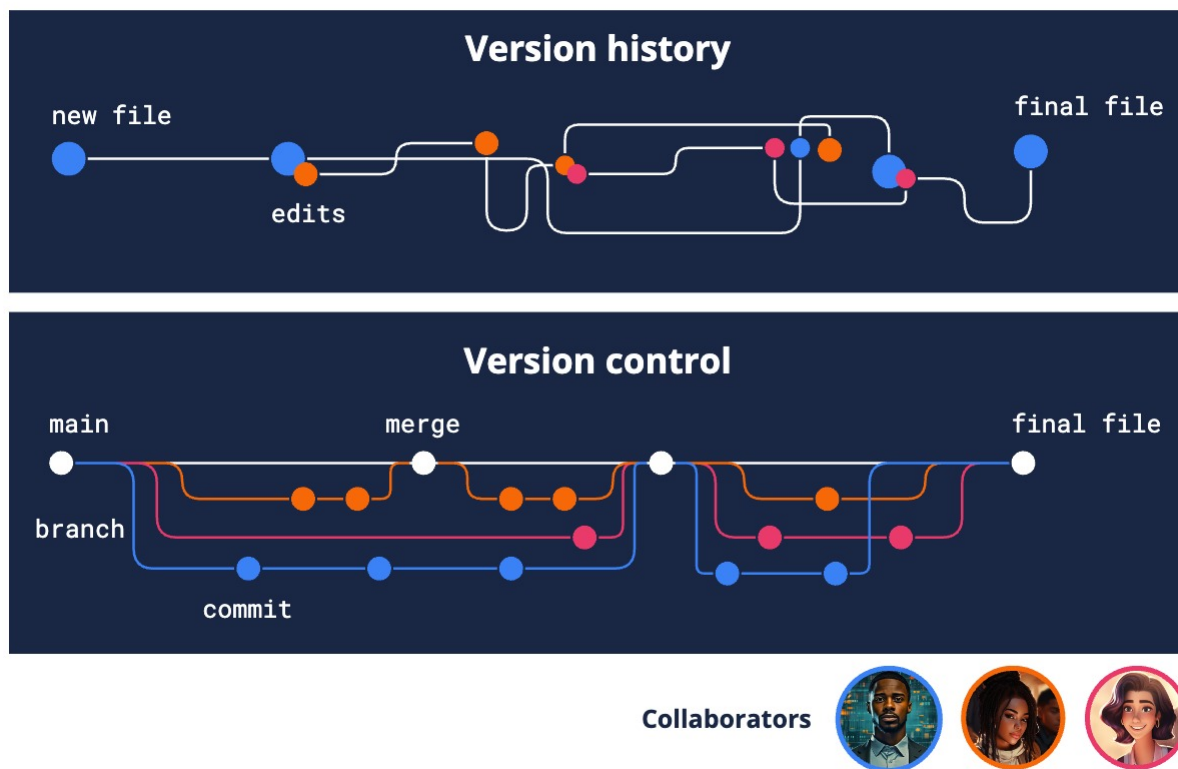 Version history
new file
final file
edits
Version control
main
merge
final file
branch
commit
Collaborators